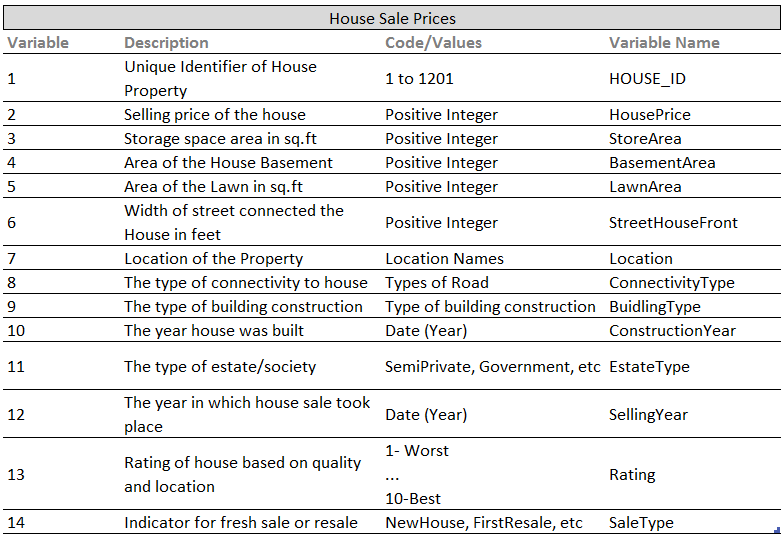 House Sale Prices
Variable Description Code/Values Variable Name
1 Unique Identifier of House Property 1 to 1201 HOUSE_ID
2 Selling price of the house Positive Integer HousePrice
3 Storage space area in sq.ft Positive Integer StoreArea
4 Area of the House Basement Positive Integer BasementArea
5 Area of the Lawn in sq.ft Positive Integer LawnArea
6 Width of street connected the House in feet Positive Integer StreetHouseFront
7 Location of the Property Location Names Location
8 The type of connectivity to house Types of Road ConnectivityType
9 The type of building construction Type of building construction BuidlingType
10 The year house was built Date (Year) ConstructionYear
11 The type of estate/society SemiPrivate, Government, etc EstateType
12 The year in which house sale took place Date (Year) SellingYear
13 Rating of house based on quality and location 1- Worst ... 10-Best Rating
14 Indicator for fresh sale or resale NewHouse, FirstResale, etc SaleType